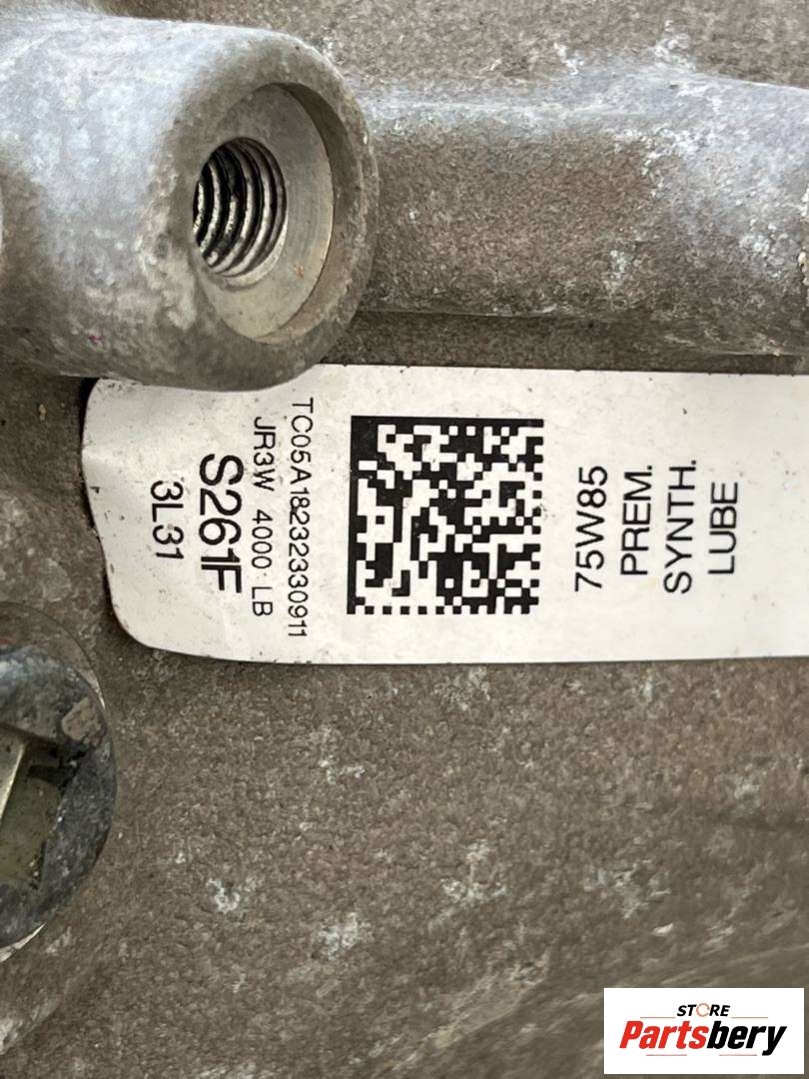 75W85
PREM.
SYNTH.
LUBE
TC05A18232330911
JR3W 4000 LB
S261F
3L31
STORE
Partsbery